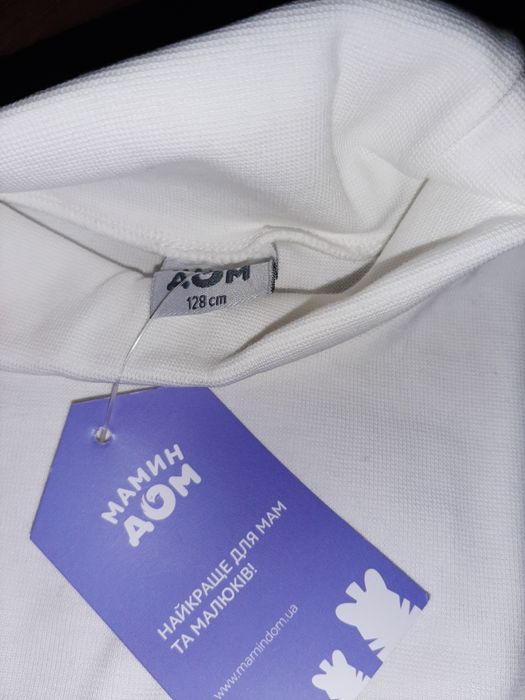 ДОМ
128 cm
МАМИН
ДОМ
НАЙКРАЩЕ ДЛЯ МАМ
ТА МАЛЮКІВ!
www.mamindom.ua